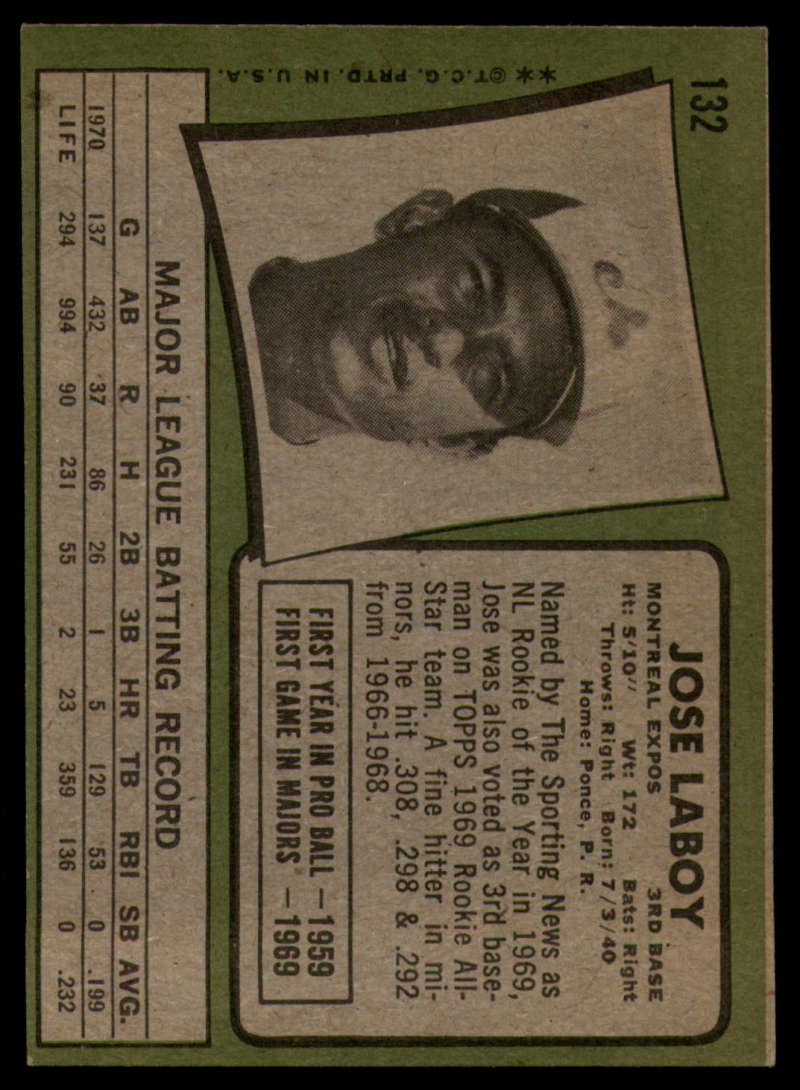 132
**©T.C.G. PRTD. IN U.S.A.
JOSE LABOY
MONTREAL EXPOS 3RD BASE
Ht: 5'10" Wt: 172 Bats: Right
Throws: Right Born: 7/3/40
Home: Ponce, P. R.
Named by The Sporting News as
NL Rookie of the Year in 1969,
Jose was also voted as 3rd base-
man on TOPPS 1969 Rookie All-
Star team. A fine hitter in mi-
nors, he hit .308, .298 & .292
from 1966-1968.
FIRST YEAR IN PRO BALL — 1959
FIRST GAME IN MAJORS — 1969
MAJOR LEAGUE BATTING RECORD
G AB R H 2B 3B HR TB RBI SB AVG.
1970 137 432 37 86 26 1 5 129 53 0 .199
LIFE 294 994 90 231 55 2 23 359 136 0 .232